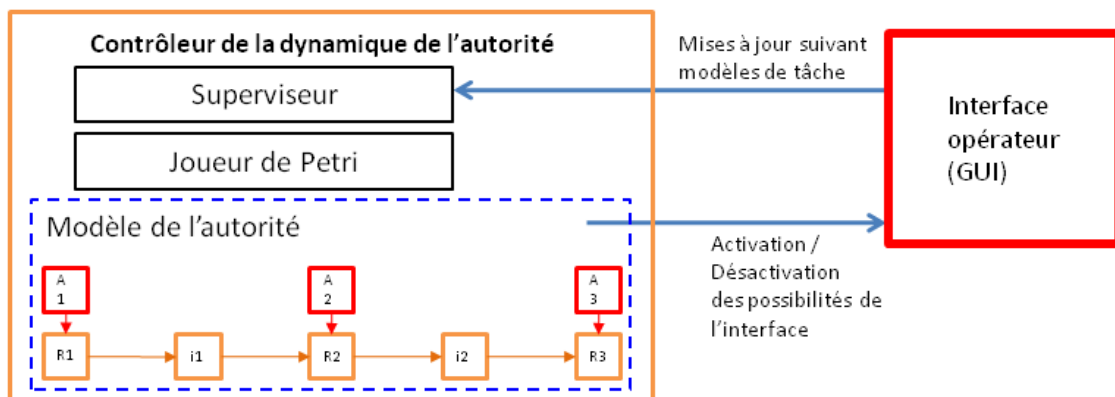 Contrôleur de la dynamique de l'autorité
Superviseur
Joueur de Petri
Modèle de l'autorité
A
1
A
2
A
3
R1
i1
R2
i2
R3
Mises à jour suivant
modèles de tâche
Activation /
Désactivation
des possibilités de
l'interface
Interface
opérateur
(GUI)